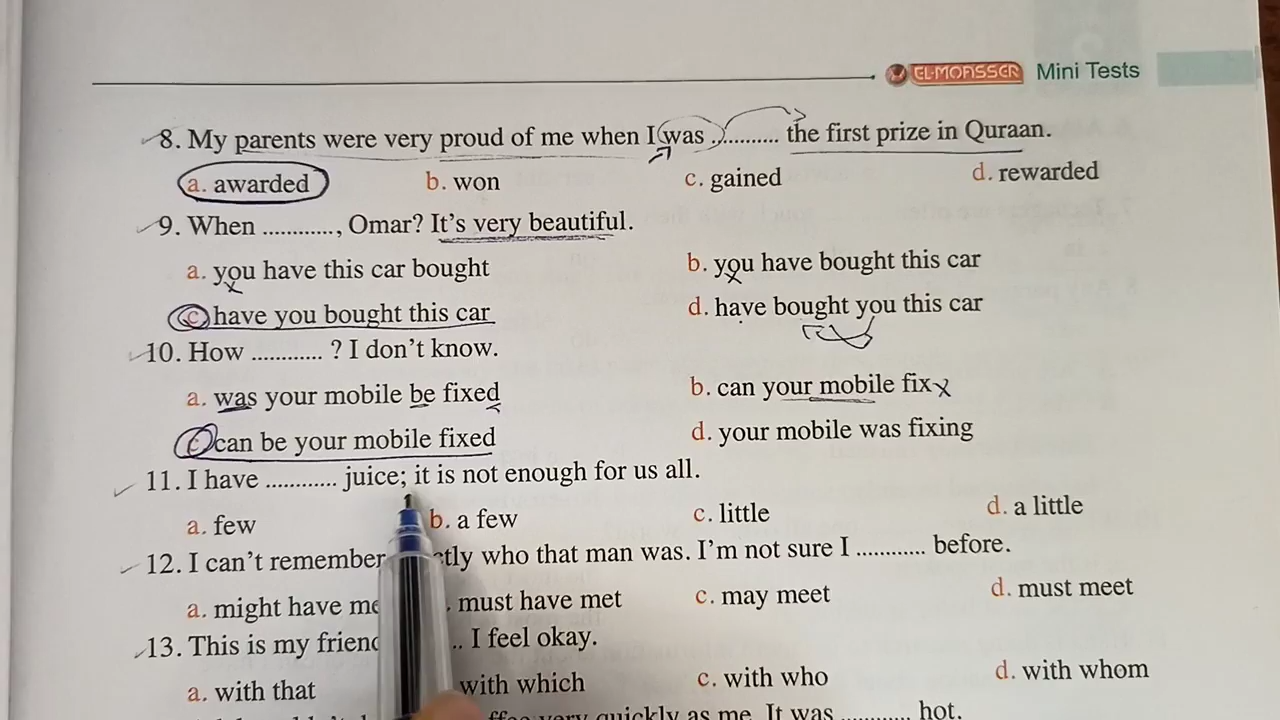 EL-MOASSER Mini Tests
8. My parents were very proud of me when I was ........... the first prize in Quraan.
a. awarded b. won c. gained d. rewarded
9. When ............, Omar? It's very beautiful.
a. you have this car bought b. you have bought this car
c have you bought this car d. have bought you this car
10. How ............ ? I don't know.
a. was your mobile be fixed b. can your mobile fix
c can be your mobile fixed d. your mobile was fixing
11. I have ............ juice; it is not enough for us all.
a. few b. a few c. little d. a little
12. I can't remember who that man was. I'm not sure I ............ before.
a. might have must have met c. may meet d. must meet
13. This is my .. I feel okay.
a. with that with which c. with who d. with whom
very quickly as me. It was ........... hot.